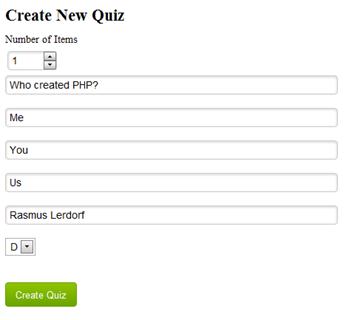 Create New Quiz
Number of Items
1
Who created PHP?
Me
You
Us
Rasmus Lerdorf
D
Create Quiz